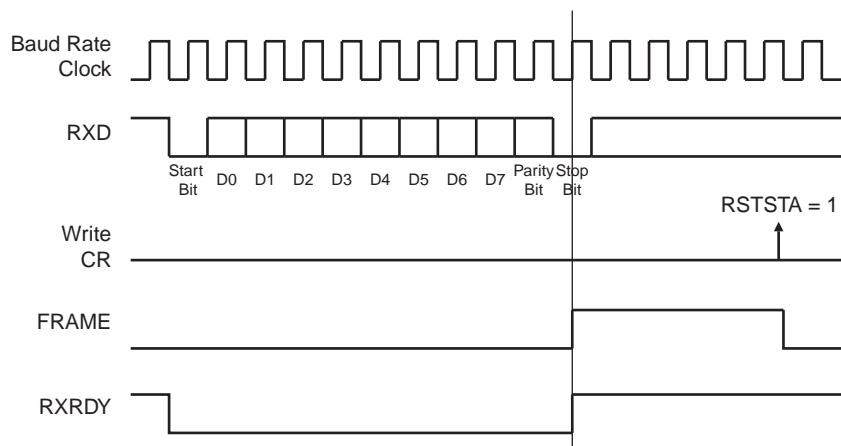 Baud Rate
Clock
RXD
Start
Bit
D0 D1 D2 D3 D4 D5 D6 D7
Parity
Bit
Stop
Bit
RSTSTA = 1
Write
CR
FRAME
RXRDY